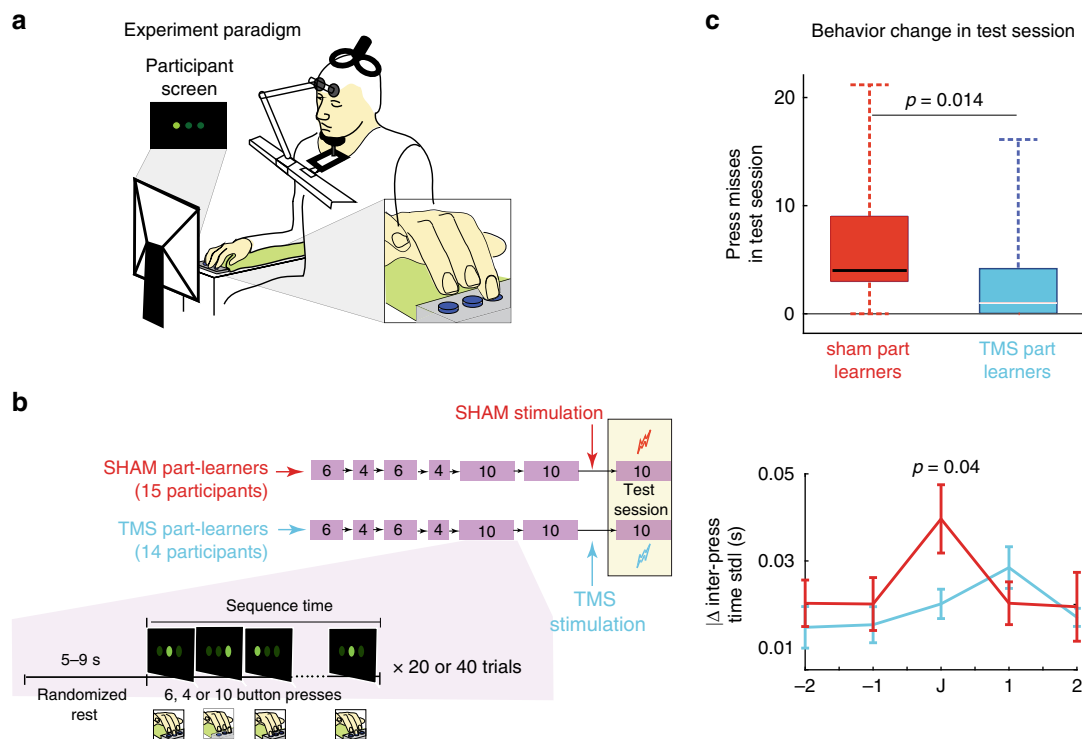 a
Experiment paradigm
Participant
screen
b
SHAM stimulation
SHAM part-learners
(15 participants)
6 4 6 4 10 10 10
Test
session
TMS part-learners
(14 participants)
6 4 6 4 10 10 10
TMS
stimulation
Sequence time
5–9 s
× 20 or 40 trials
Randomized
rest
6, 4 or 10 button presses
c
Behavior change in test session
Press misses
in test session
20
10
0
p = 0.014
sham part
learners
TMS part
learners
|Δ inter-press
time std| (s)
0.05
0.03
0.01
p = 0.04
–2 –1 J 1 2